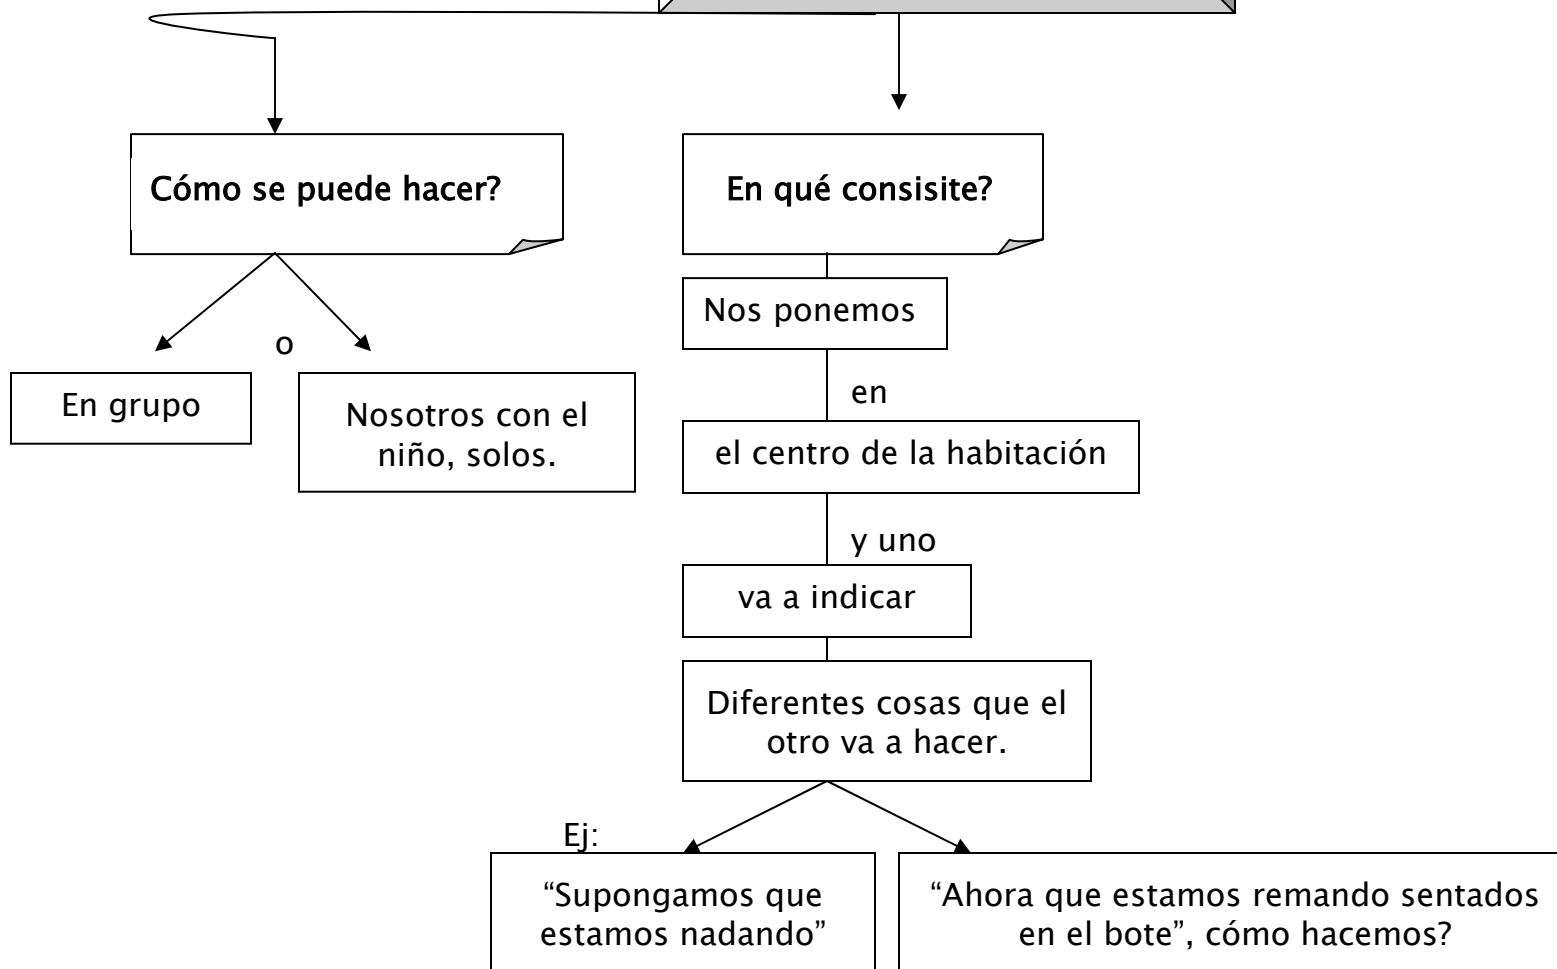 Cómo se puede hacer?
En qué consisite?
Nos ponemos
o
en
En grupo
Nosotros con el
niño, solos.
el centro de la habitación
y uno
va a indicar
Diferentes cosas que el
otro va a hacer.
Ej:
“Supongamos que
estamos nadando”
“Ahora que estamos remando sentados
en el bote”, cómo hacemos?